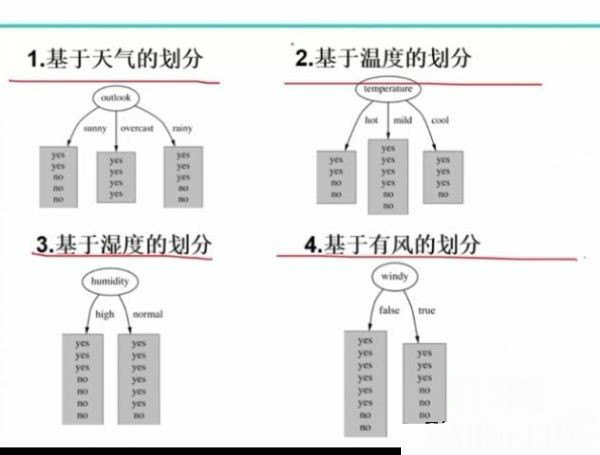 1.基于天气的划分
outlook
sunny
overcast
rainy
yes
yes
no
no
no
yes
yes
yes
yes
yes
yes
yes
no
no
2.基于温度的划分
temperature
hot
mild
cool
yes
yes
no
no
yes
yes
yes
yes
no
no
yes
yes
yes
no
3.基于湿度的划分
humidity
high
normal
yes
yes
yes
no
no
no
no
yes
yes
yes
yes
yes
yes
no
4.基于有风的划分
windy
false
true
yes
yes
yes
yes
yes
yes
no
no
yes
yes
yes
no
no